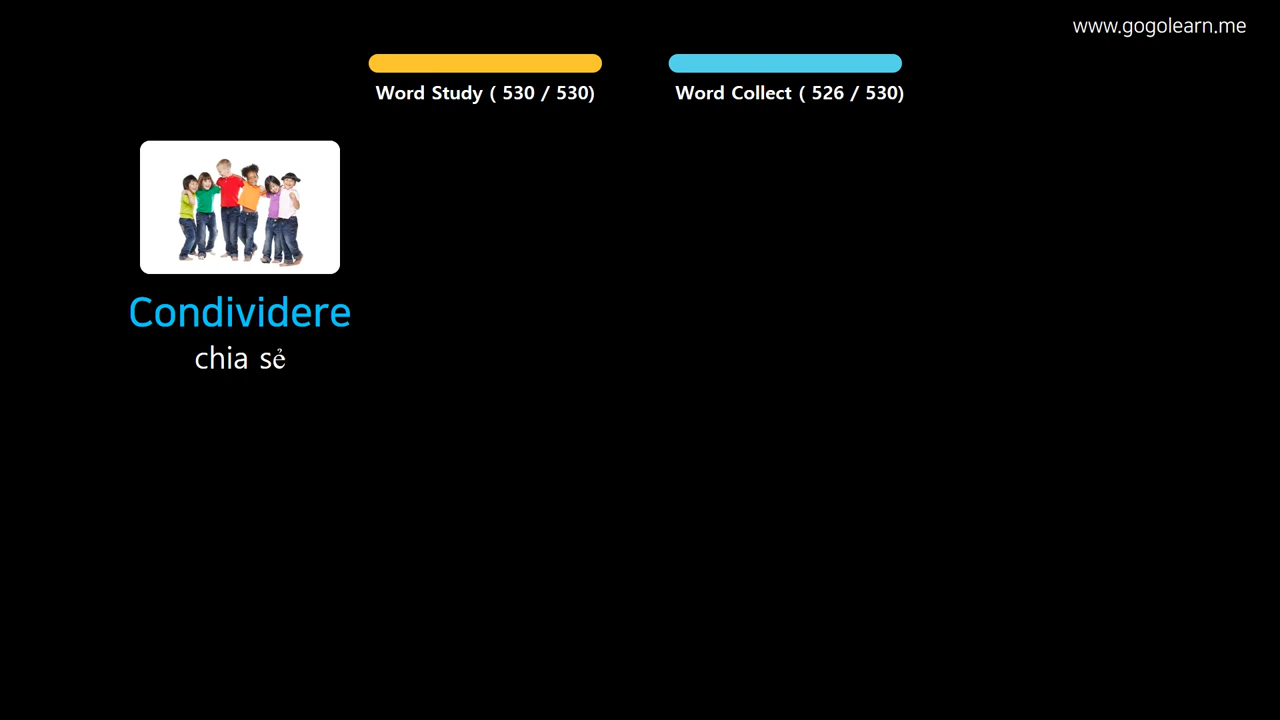 www.gogolearn.me
Word Study ( 530 / 530)
Word Collect ( 526 / 530)
Condividere
chia sẻ